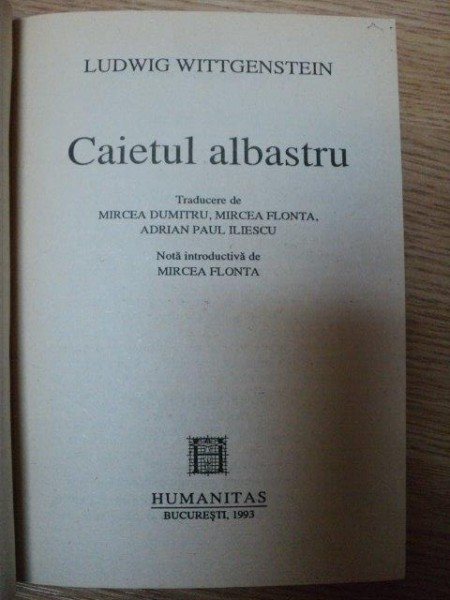 LUDWIG WITTGENSTEIN
Caietul albastru
Traducere de
MIRCEA DUMITRU, MIRCEA FLONTA,
ADRIAN PAUL ILIESCU
Notă introductivă de
MIRCEA FLONTA
HUMANITAS
BUCUREŞTI, 1993